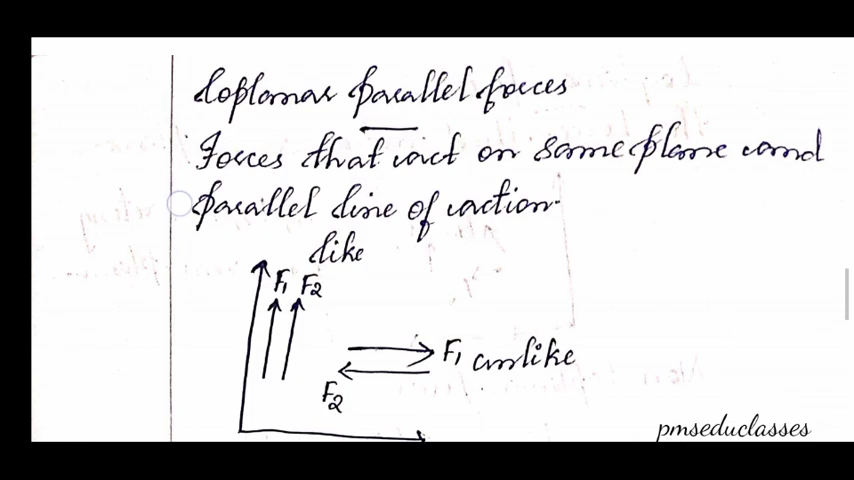 Coplanar parallel forces
Forces that act on same plane and
parallel line of action.
like
F1 F2
F1 unlike
F2
pmseduclasses